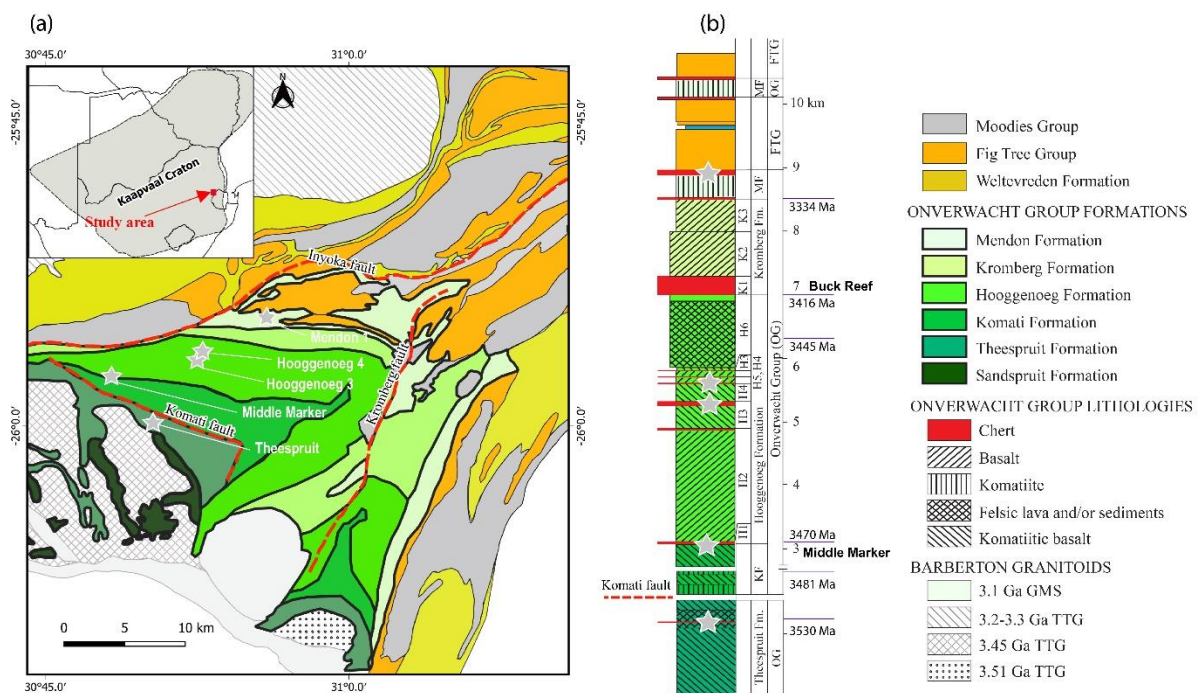 (a)
30°45.0'
31°0.0'
N
-25°45.0'
-25°45.0'
Kaapvaal Craton
Study area
Inyoka fault
Mendon 1
Hooggenoeg 4
Hooggenoeg 3
Kromberg fault
Middle Marker
Komati fault
Theespruit
-26°0.0'
-26°0.0'
0 5 10 km
30°45.0'
31°0.0'
(b)
FTG
MF
OG
10 km
FTG
9
MF
3334 Ma
K3
8
K2
Kromberg Fm.
K1
7 Buck Reef
3416 Ma
H6
3445 Ma
6
H5
H5, H4
H4
H3
5
Onverwacht Group (OG)
Hooggenoeg Formation
H2
4
H1
3470 Ma
3 Middle Marker
KF
3481 Ma
Komati fault
3530 Ma
Theespruit Fm.
OG
Moodies Group
Fig Tree Group
Weltevreden Formation
ONVERWACHT GROUP FORMATIONS
Mendon Formation
Kromberg Formation
Hooggenoeg Formation
Komati Formation
Theespruit Formation
Sandspruit Formation
ONVERWACHT GROUP LITHOLOGIES
Chert
Basalt
Komatiite
Felsic lava and/or sediments
Komatiitic basalt
BARBERTON GRANITOIDS
3.1 Ga GMS
3.2-3.3 Ga TTG
3.45 Ga TTG
3.51 Ga TTG